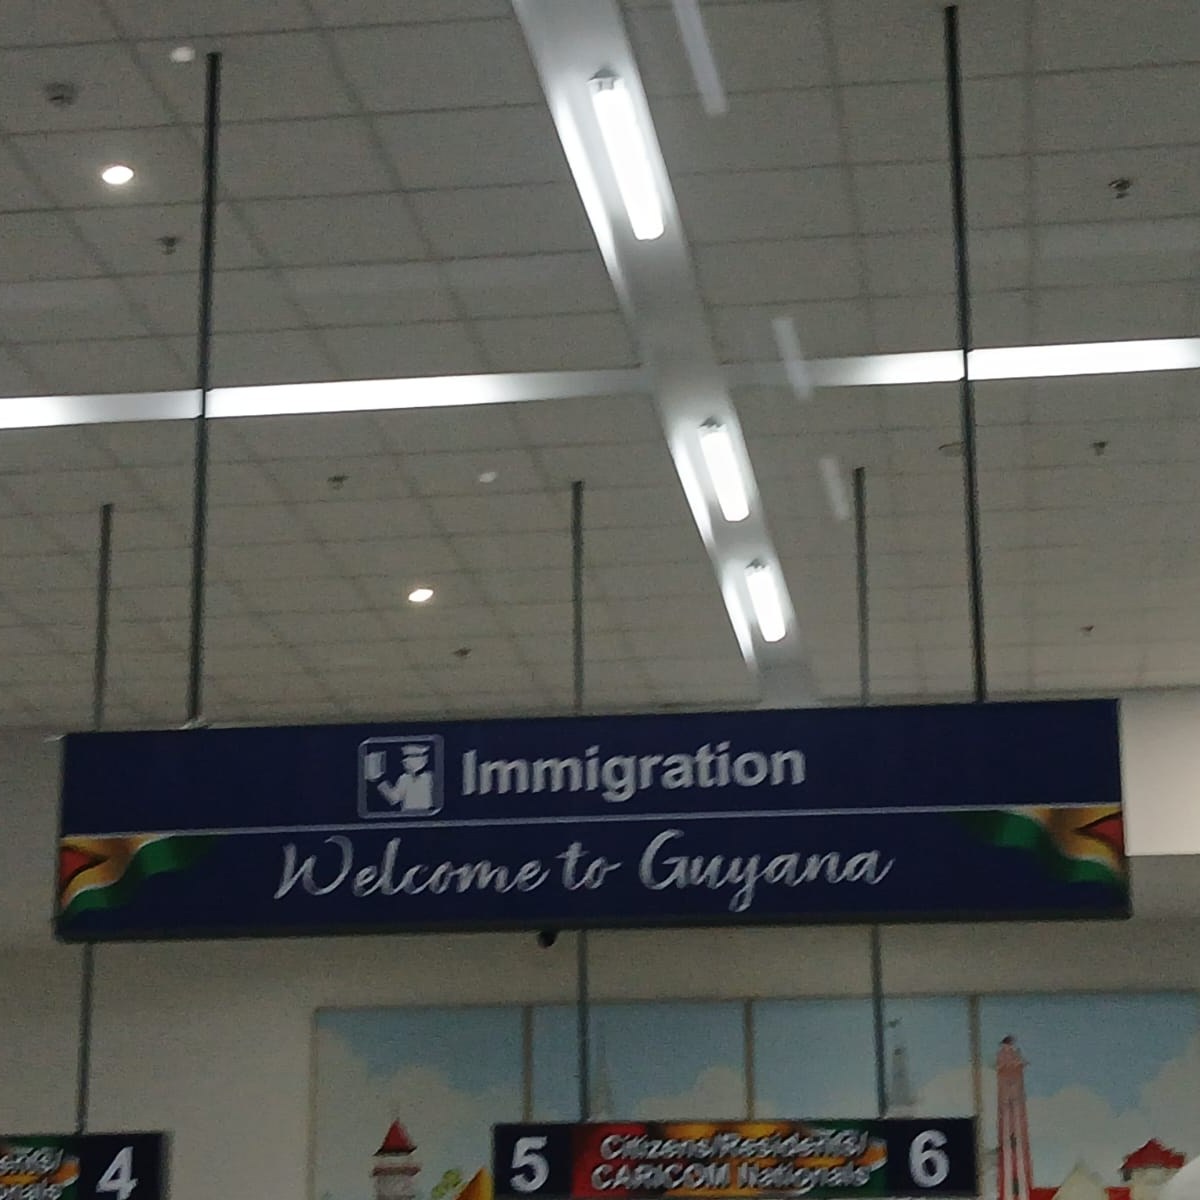 Immigration
Welcome to Guyana
4
5
Citizens/Residents/
CARICOM Nationals
6